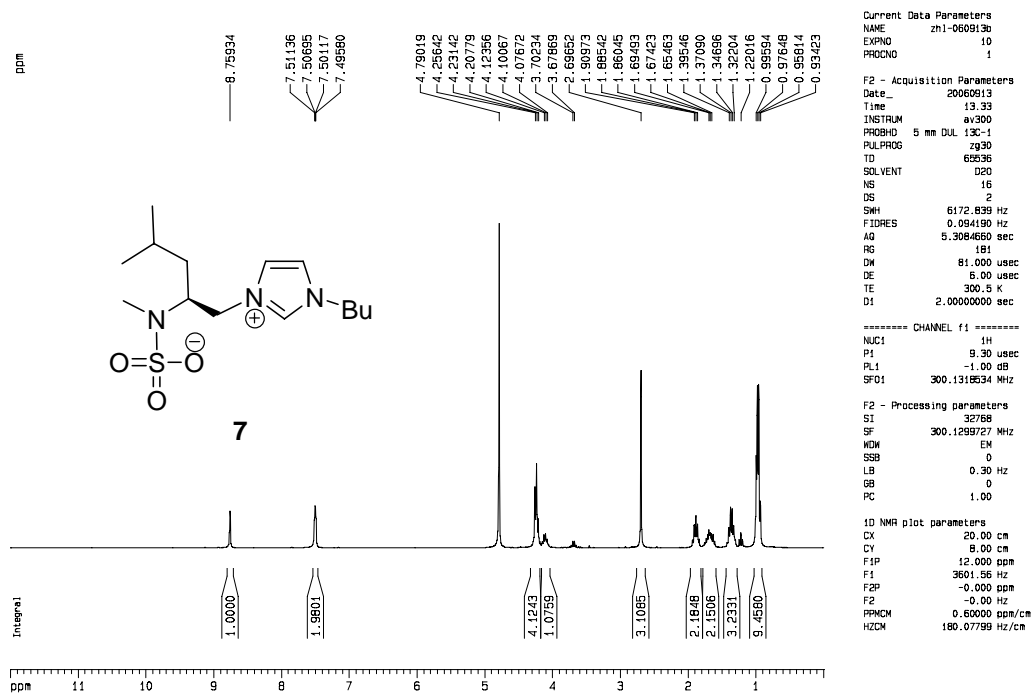 ppm
8.75934
7.51136
7.50695
7.50117
7.49580
4.79019
4.25642
4.23142
4.20779
4.12356
4.10067
4.07672
3.70234
3.67869
2.69652
1.90973
1.88542
1.86045
1.69493
1.67423
1.65463
1.39546
1.37090
1.34696
1.32204
1.22016
0.99594
0.97648
0.95814
0.93423
N
N
Bu
N
O
S
O
O
7
Integral
1.0000
1.9801
4.1243
1.0759
3.1085
2.1848
2.1506
3.2331
9.4580
ppm
11
10
9
8
7
6
5
4
3
2
1
Current Data Parameters
NAME zhl-060913b
EXPNO 10
PROCNO 1
F2 - Acquisition Parameters
Date_ 20060913
Time 13.33
INSTRUM av300
PROBHD 5 mm DUL 13C-1
PULPROG zg30
TD 65536
SOLVENT D2O
NS 16
DS 2
SWH 6172.839 Hz
FIDRES 0.094190 Hz
AQ 5.3084660 sec
RG 181
DW 81.000 usec
DE 6.00 usec
TE 300.5 K
D1 2.00000000 sec
======== CHANNEL f1 ========
NUC1 1H
P1 9.30 usec
PL1 -1.00 dB
SFO1 300.1318534 MHz
F2 - Processing parameters
SI 32768
SF 300.1299727 MHz
WDW EM
SSB 0
LB 0.30 Hz
GB 0
PC 1.00
1D NMR plot parameters
CX 20.00 cm
CY 8.00 cm
F1P 12.000 ppm
F1 3601.56 Hz
F2P -0.000 ppm
F2 -0.00 Hz
PPMCM 0.60000 ppm/cm
HZCM 180.07799 Hz/cm